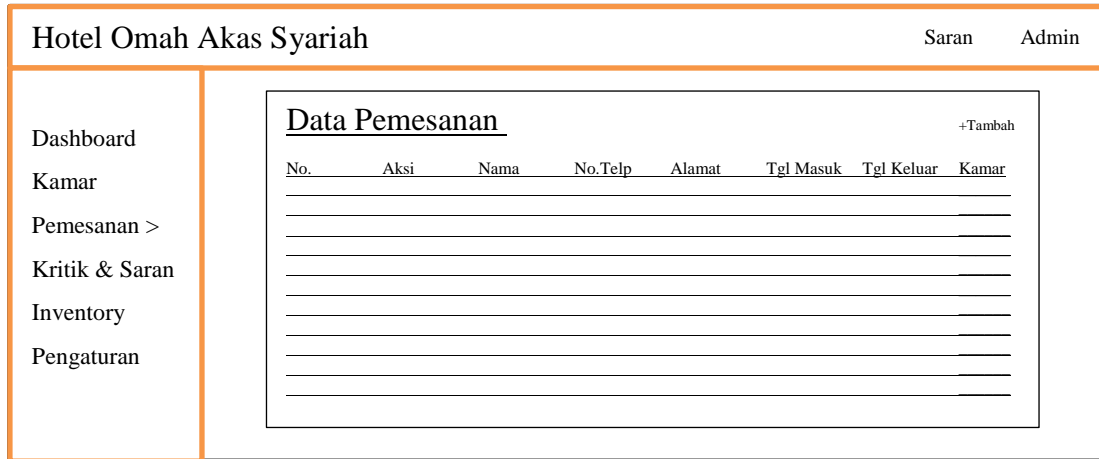 Hotel Omah Akas Syariah Saran Admin
Dashboard
Kamar
Pemesanan >
Kritik & Saran
Inventory
Pengaturan
Data Pemesanan +Tambah
No. Aksi Nama No.Telp Alamat Tgl Masuk Tgl Keluar Kamar